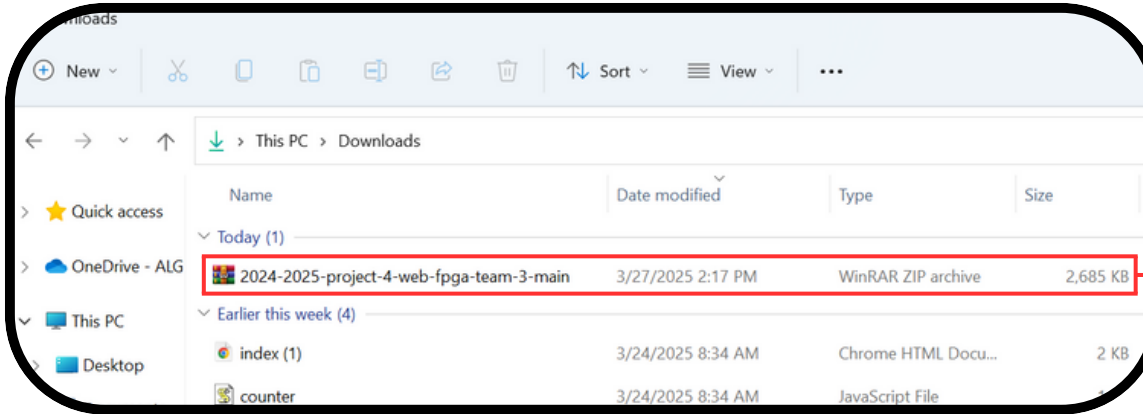 New
Sort
View
This PC > Downloads
Name Date modified Type Size
Quick access
Today (1)
OneDrive - ALG
2024-2025-project-4-web-fpga-team-3-main 3/27/2025 2:17 PM WinRAR ZIP archive 2,685 KB
This PC
Earlier this week (4)
index (1) 3/24/2025 8:34 AM Chrome HTML Docu... 2 KB
Desktop
counter 3/24/2025 8:34 AM JavaScript File